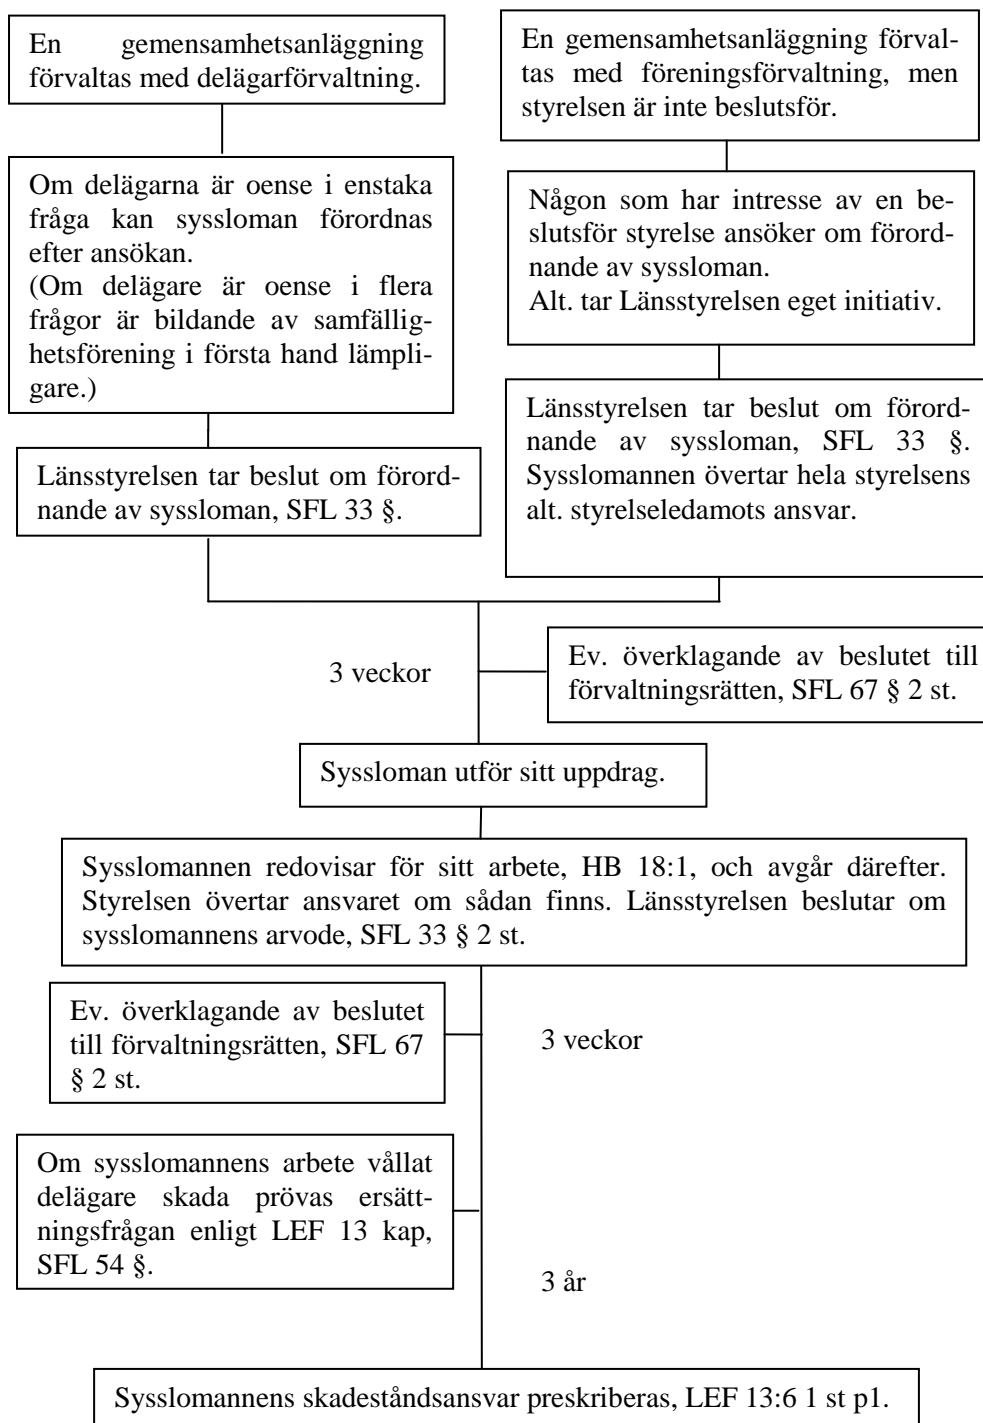 En gemensamhetsanläggning
förvaltas med delägarförvaltning.
En gemensamhetsanläggning förval-
tas med föreningsförvaltning, men
styrelsen är inte beslutsför.
Om delägarna är oense i enstaka
fråga kan syssloman förordnas
efter ansökan.
(Om delägare är oense i flera
frågor är bildande av samfällig-
hetsförening i första hand lämpli-
gare.)
Någon som har intresse av en be-
slutsför styrelse ansöker om förord-
nande av syssloman.
Alt. tar Länsstyrelsen eget initiativ.
Länsstyrelsen tar beslut om förord-
nande av syssloman, SFL 33 §.
Länsstyrelsen tar beslut om förord-
nande av syssloman, SFL 33 §.
Sysslomannen övertar hela styrelsens
alt. styrelseledamots ansvar.
3 veckor
Ev. överklagande av beslutet till
förvaltningsrätten, SFL 67 § 2 st.
Syssloman utför sitt uppdrag.
Sysslomannen redovisar för sitt arbete, HB 18:1, och avgår därefter.
Styrelsen övertar ansvaret om sådan finns. Länsstyrelsen beslutar om
sysslomannens arvode, SFL 33 § 2 st.
Ev. överklagande av beslutet
till förvaltningsrätten, SFL 67
§ 2 st.
3 veckor
Om sysslomannens arbete vållat
delägare skada prövas ersätt-
ningsfrågan enligt LEF 13 kap,
SFL 54 §.
3 år
Sysslomannens skadeståndsansvar preskriberas, LEF 13:6 1 st p1.